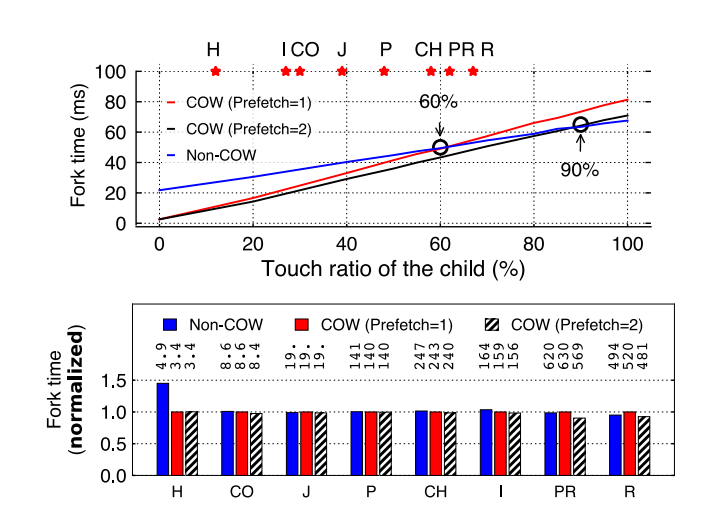 H I CO J P CH PR R
100
80
60
40
20
0
Fork time (ms)
COW (Prefetch=1)
COW (Prefetch=2)
Non-COW
60%
90%
0 20 40 60 80 100
Touch ratio of the child (%)
Non-COW COW (Prefetch=1) COW (Prefetch=2)
4.9 3.4 3.4 8.6 8.6 8.4 19. 19. 19. 141 140 140 247 243 240 164 159 156 620 630 569 494 520 481
1.5
1.0
0.5
0.0
Fork time
(normalized)
H CO J P CH I PR R